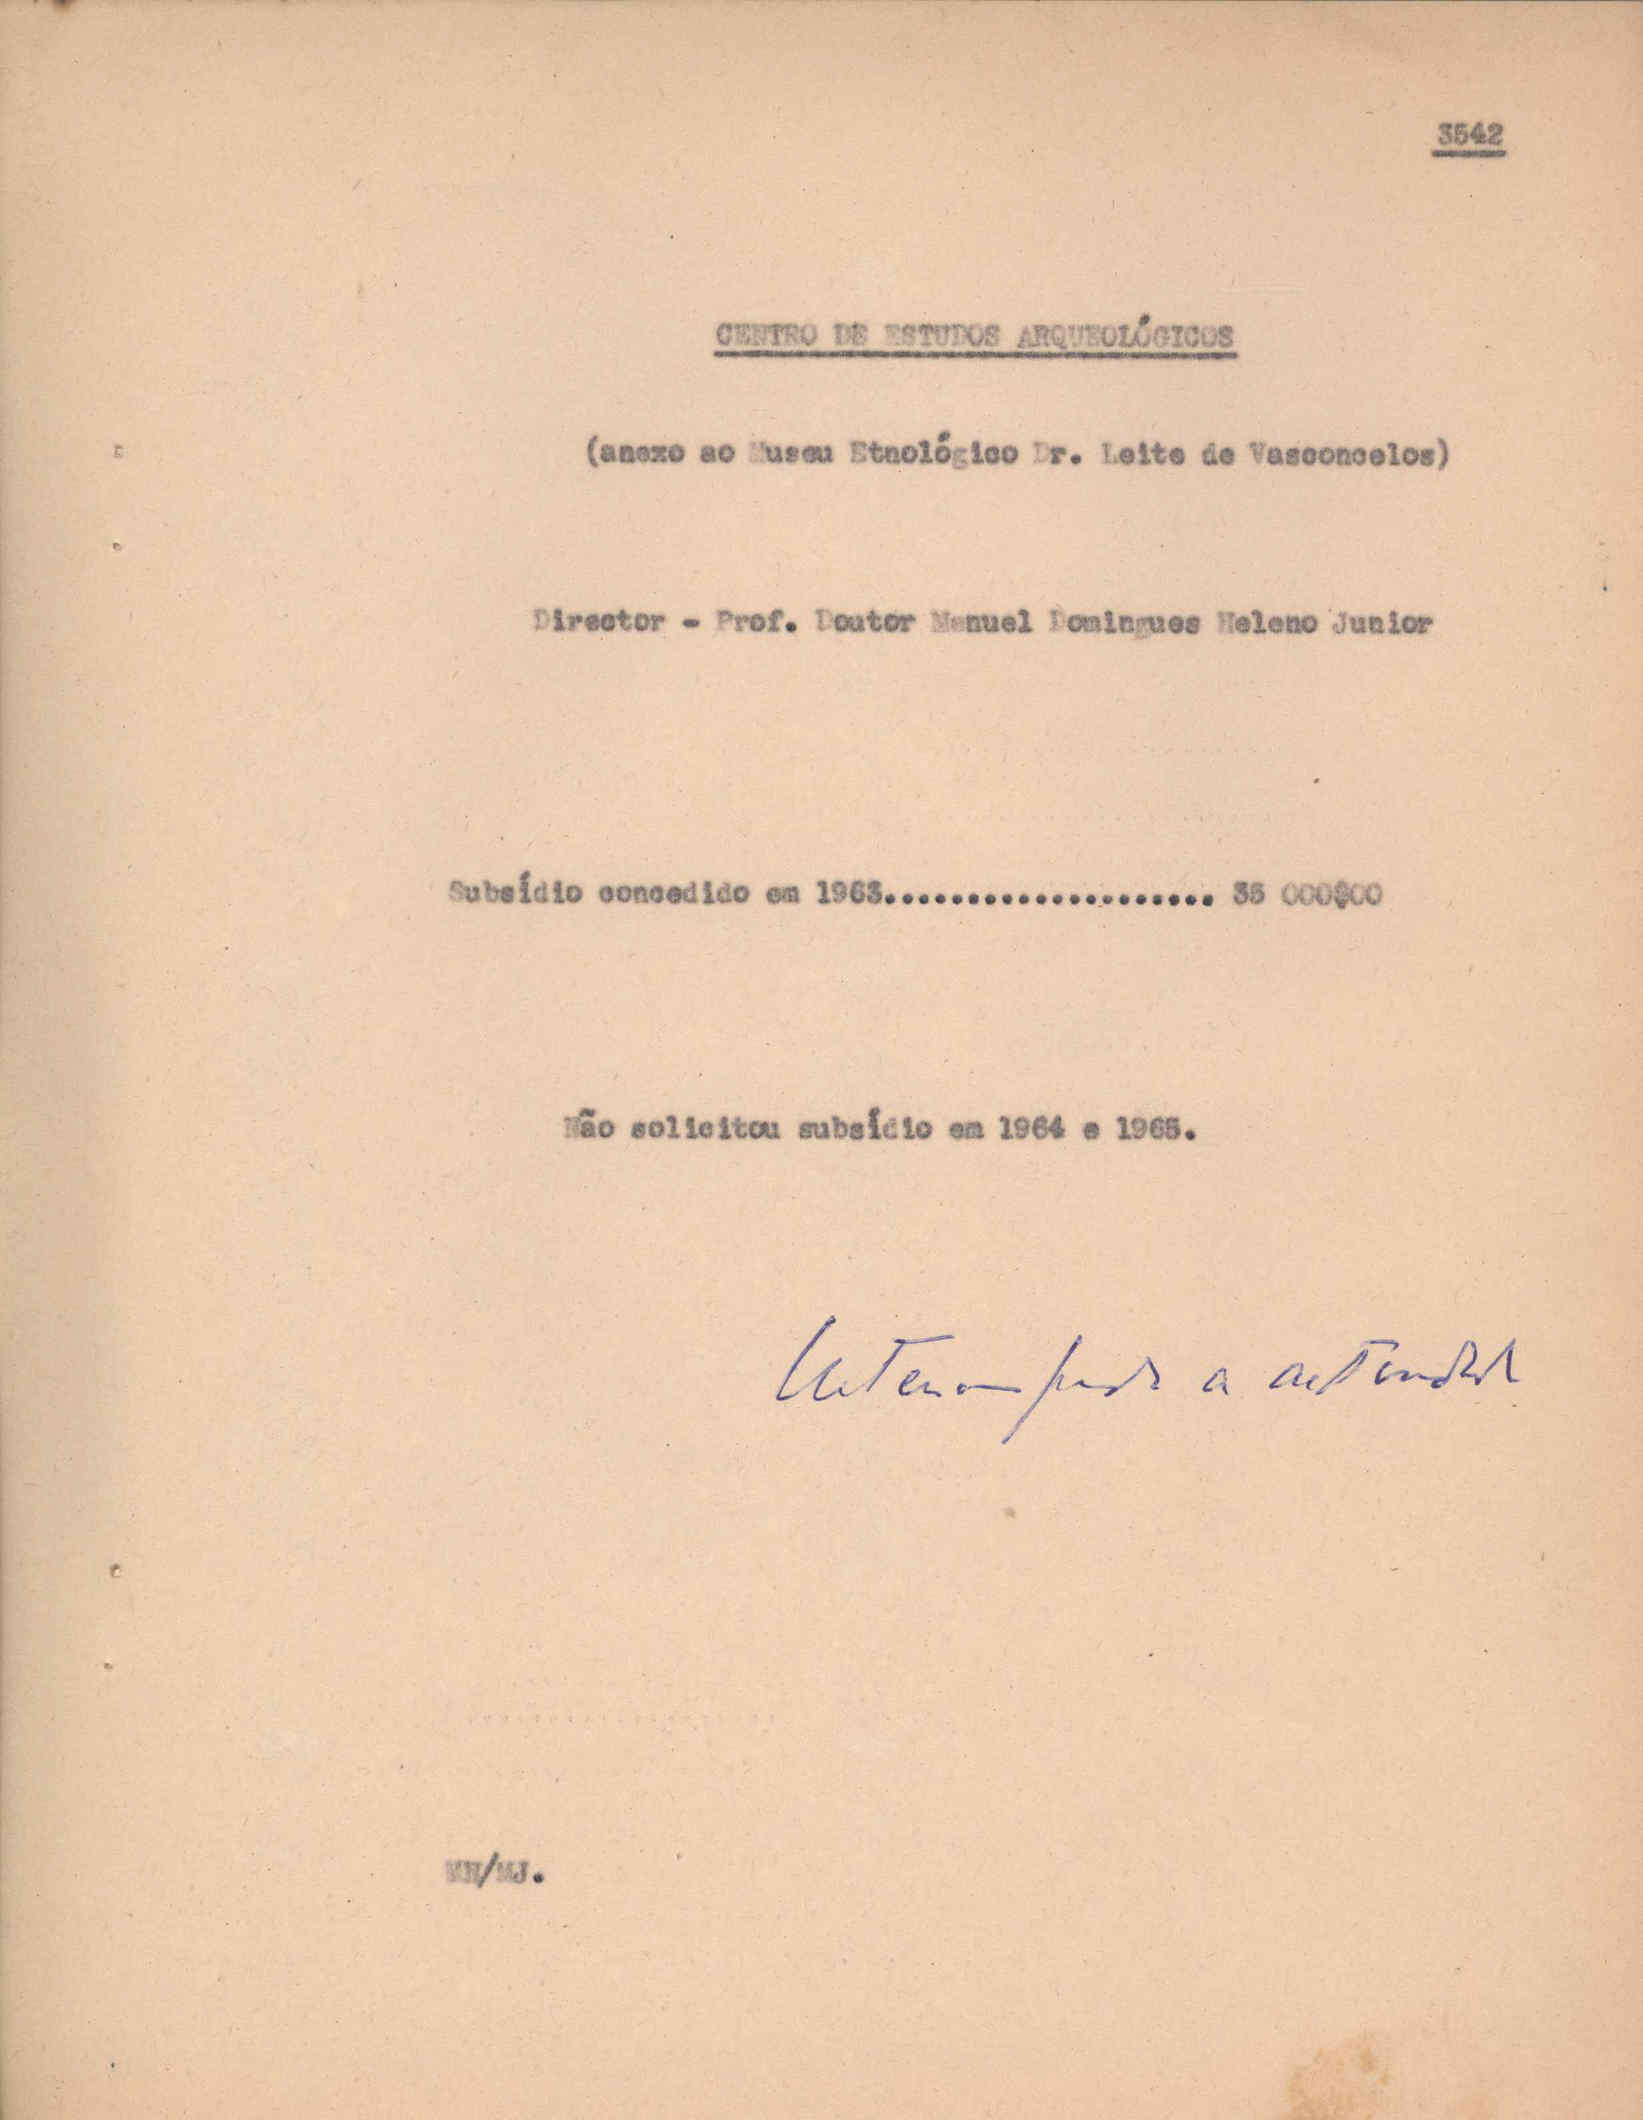 3542
CENTRO DE ESTUDOS ARQUEOLÓGICOS
(anexo ao Museu Etnológico Dr. Leite de Vasconcelos)
Director - Prof. Doutor Manuel Domingues Heleno Junior
Subsídio concedido em 1963.................... 35 000$00
Não solicitou subsídio em 1964 e 1965.
a
MH/MJ.